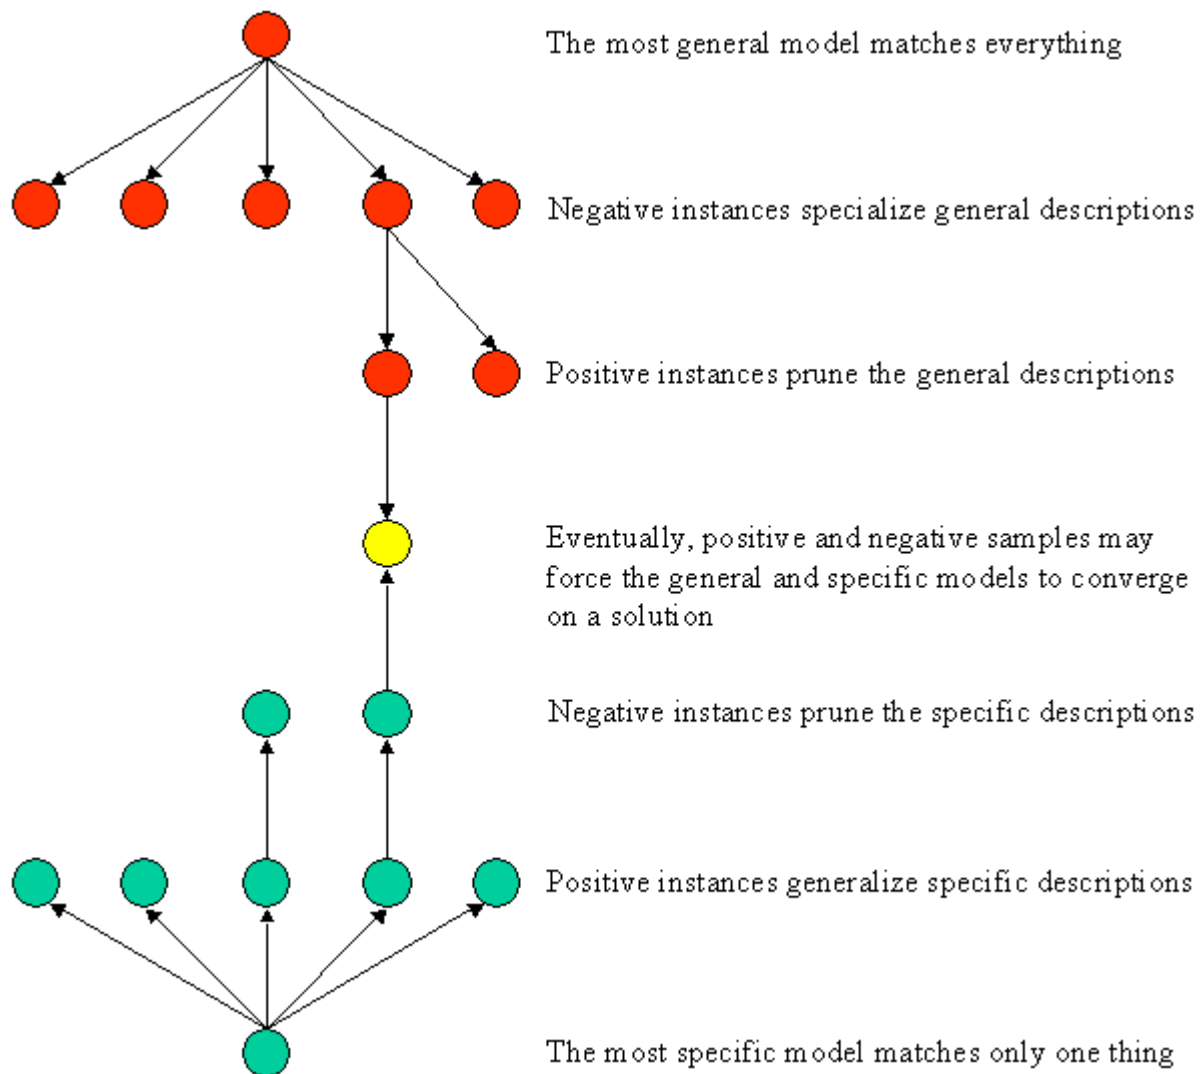 The most general model matches everything
Negative instances specialize general descriptions
Positive instances prune the general descriptions
Eventually, positive and negative samples may
force the general and specific models to converge
on a solution
Negative instances prune the specific descriptions
Positive instances generalize specific descriptions
The most specific model matches only one thing